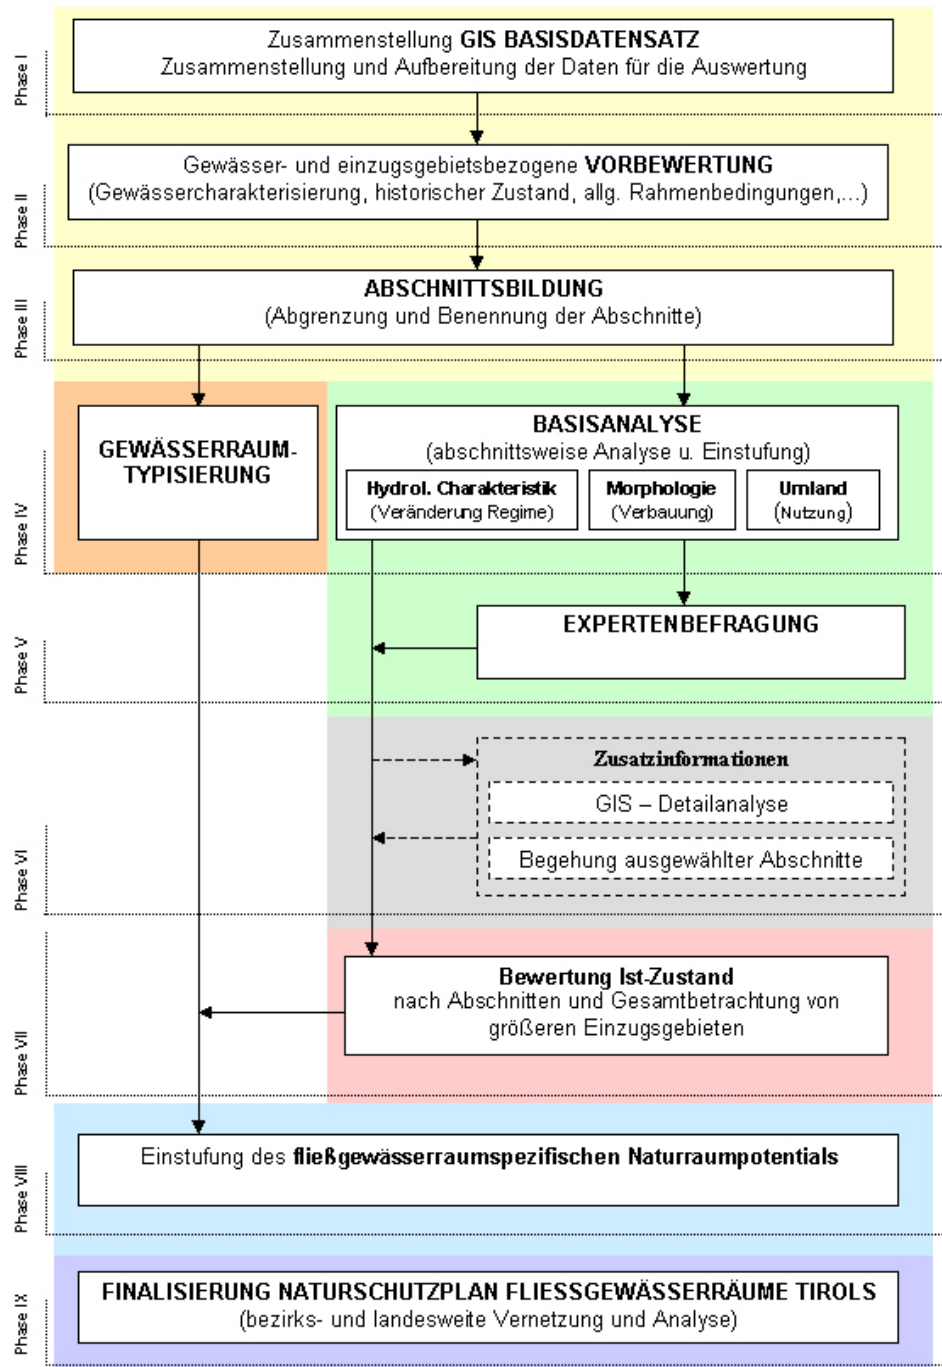 Phase I
Zusammenstellung GIS BASISDATENSATZ
Zusammenstellung und Aufbereitung der Daten für die Auswertung
Phase II
Gewässer- und einzugsgebietsbezogene VORBEWERTUNG
(Gewässercharakterisierung, historischer Zustand, allg. Rahmenbedingungen,...)
Phase III
ABSCHNITTSBILDUNG
(Abgrenzung und Benennung der Abschnitte)
Phase IV
GEWÄSSERRAUM-
TYPISIERUNG
BASISANALYSE
(abschnittsweise Analyse u. Einstufung)
Hydrol. Charakteristik
(Veränderung Regime)
Morphologie
(Verbauung)
Umland
(Nutzung)
Phase V
EXPERTENBEFRAGUNG
Phase VI
Zusatzinformationen
GIS – Detailanalyse
Begehung ausgewählter Abschnitte
Phase VII
Bewertung Ist-Zustand
nach Abschnitten und Gesamtbetrachtung von
größeren Einzugsgebieten
Phase VIII
Einstufung des fließgewässerraumspezifischen Naturraumpotentials
Phase IX
FINALISIERUNG NATURSCHUTZPLAN FLIESSGEWÄSSERRÄUME TIROLS
(bezirks- und landesweite Vernetzung und Analyse)